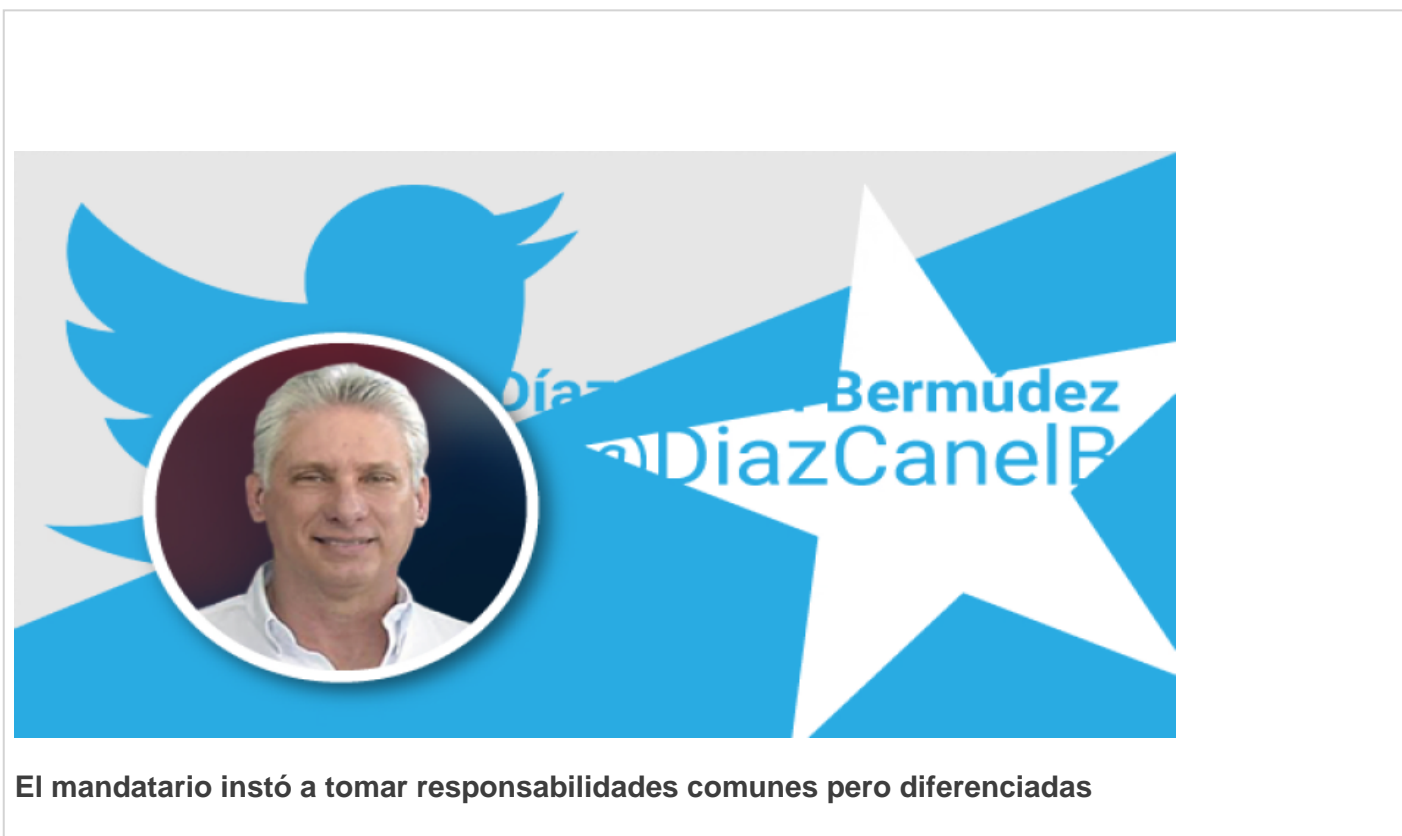 Bermúdez
DiazCanelB
El mandatario instó a tomar responsabilidades comunes pero diferenciadas